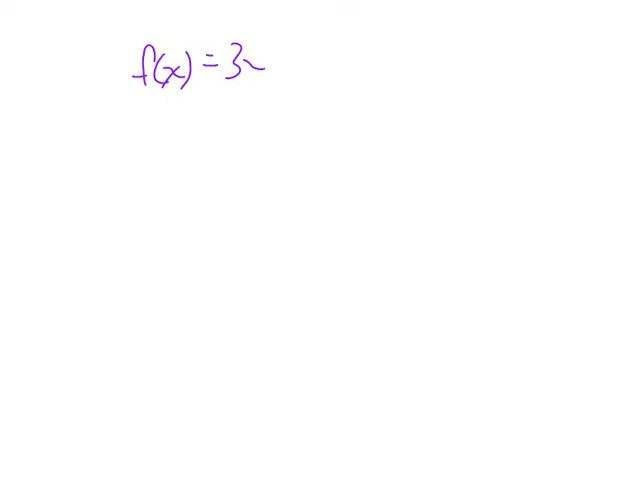 f(x) = 3~